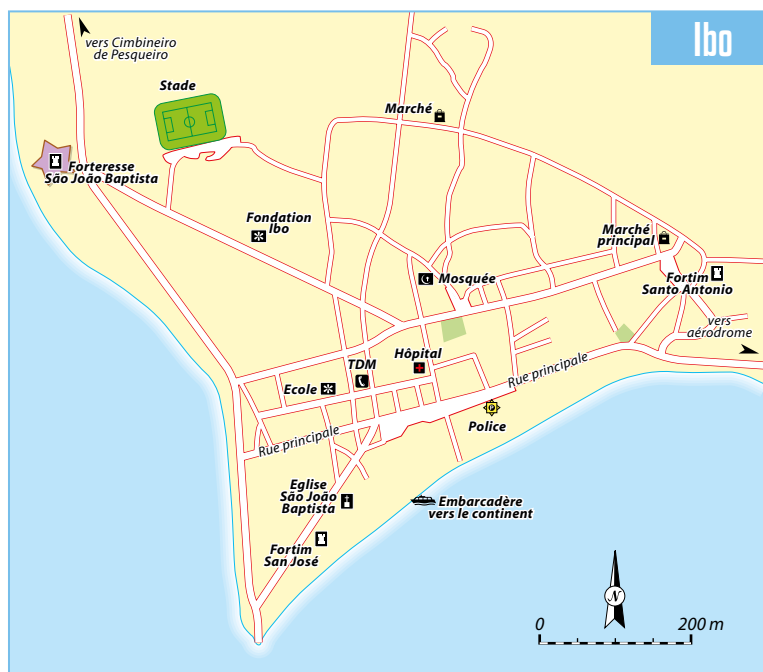 Ibo
vers Cimbineiro
de Pesqueiro
Stade
Marché
Forteresse
São João Baptista
Fondation
Ibo
Marché
principal
Mosquée
Fortim
Santo Antonio
vers
aérodrome
Hôpital
TDM
Ecole
Rue principale
Rue principale
Police
Eglise
São João
Baptista
Embarcadère
vers le continent
Fortim
San José
N
0 200 m